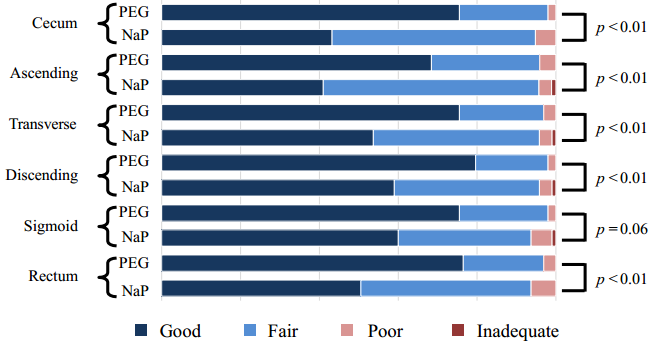 Cecum
PEG
NaP
p < 0.01
Ascending
PEG
NaP
p < 0.01
Transverse
PEG
NaP
p < 0.01
Discending
PEG
NaP
p < 0.01
Sigmoid
PEG
NaP
p = 0.06
Rectum
PEG
NaP
p < 0.01
Good Fair Poor Inadequate